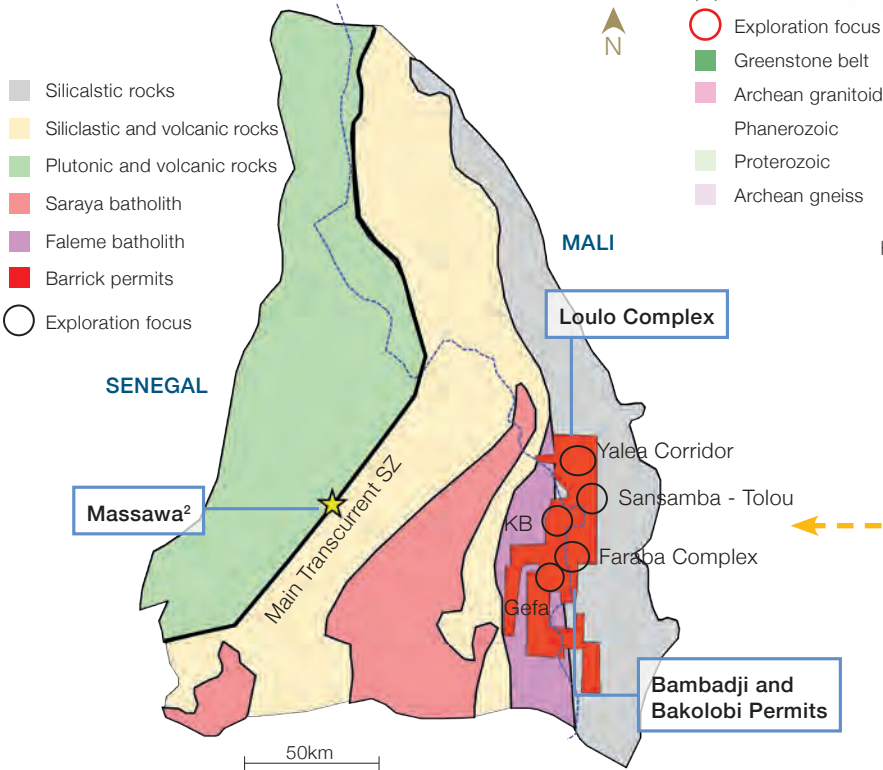 Silicalstic rocks
Siliclastic and volcanic rocks
Plutonic and volcanic rocks
Saraya batholith
Faleme batholith
Barrick permits
Exploration focus
N
Exploration focus
Greenstone belt
Archean granitoid
Phanerozoic
Proterozoic
Archean gneiss
MALI
Loulo Complex
SENEGAL
Yalea Corridor
Sansamba - Tolou
Massawa²
KB
Main Transcurrent SZ
Faraba Complex
Gefa
Bambadji and
Bakolobi Permits
50km